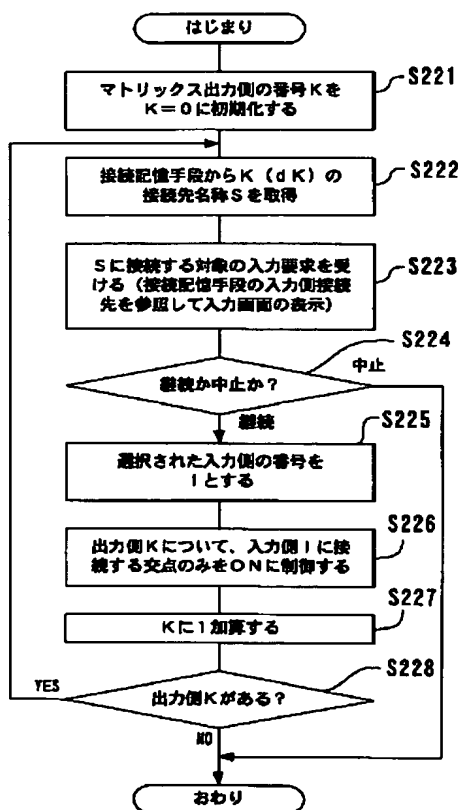 はじまり
マトリックス出力側の番号Kを
K=0に初期化する
S221
接続記憶手段からK(dK)の
接続先名称Sを取得
S222
Sに接続する対象の入力要求を受
ける(接続記憶手段の入力側接続
先を参照して入力画面の表示)
S223
S224
継続か中止か?
中止
継続
S225
選択された入力側の番号を
Iとする
S226
出力側Kについて、入力側Iに接
続する交点のみをONに制御する
S227
Kに1加算する
S228
出力側Kがある?
YES
NO
おわり